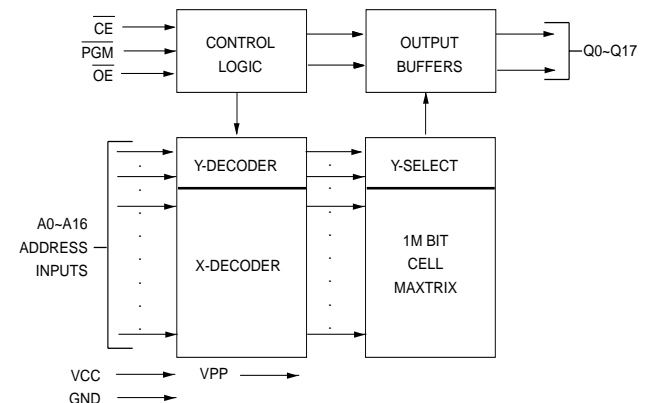 CE
PGM
OE
CONTROL
LOGIC
OUTPUT
BUFFERS
Q0~Q17
A0~A16
ADDRESS
INPUTS
Y-DECODER
X-DECODER
Y-SELECT
1M BIT
CELL
MAXTRIX
VCC
VPP
GND